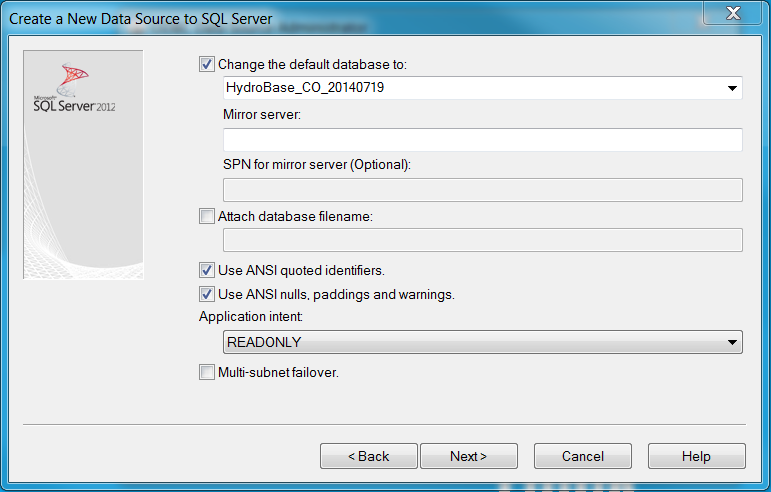 Create a New Data Source to SQL Server
Microsoft
SQL Server 2012
Change the default database to:
HydroBase_CO_20140719
Mirror server:
SPN for mirror server (Optional):
Attach database filename:
Use ANSI quoted identifiers.
Use ANSI nulls, paddings and warnings.
Application intent:
READONLY
Multi-subnet failover.
< Back
Next >
Cancel
Help